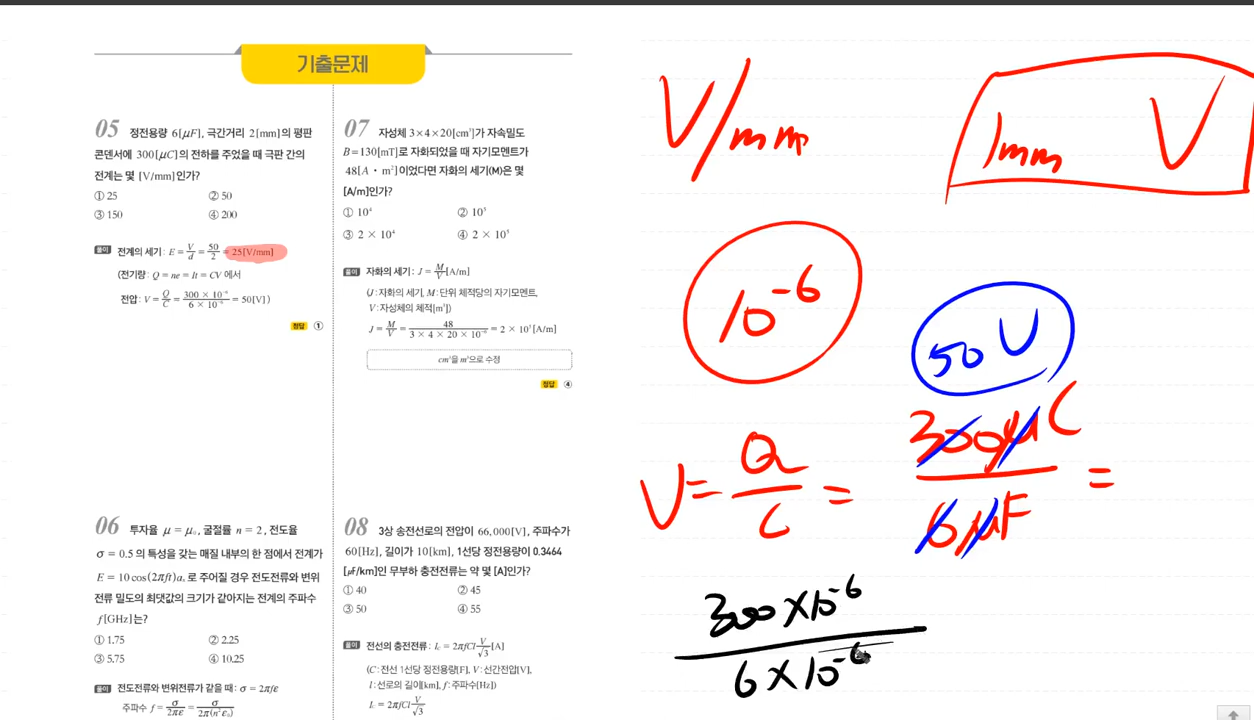 기출문제
05 정전용량 6[μF], 극간거리 2[mm]의 평판
콘덴서에 300[μC]의 전하를 주었을 때 극판 간의
전계는 몇 [V/mm]인가?
① 25 ② 50
③ 150 ④ 200
풀이 전계의 세기 : E = V/d = 50/2 = 25[V/mm]
(전기량 : Q = ne = It = CV 에서
전압 : V = Q/C = 300 × 10⁻⁶ / 6 × 10⁻⁶ = 50[V])
정답 ①
06 투자율 μ = μ₀, 굴절률 n = 2, 전도율
σ = 0.5 의 특성을 갖는 매질 내부의 한 점에서 전계가
E = 10 cos(2πft)aₓ 로 주어질 경우 전도전류와 변위
전류 밀도의 최댓값의 크기가 같아지는 전계의 주파수
f[GHz]는?
① 1.75 ② 2.25
③ 5.75 ④ 10.25
풀이 전도전류와 변위전류가 같을 때 : σ = 2πfε
주파수 f = σ/2πε = σ/2π(n²ε₀)
07 자성체 3×4×20[cm³]가 자속밀도
B = 130[mT]로 자화되었을 때 자기모멘트가
48[A · m²]이었다면 자화의 세기(M)은 몇
[A/m]인가?
① 10⁴ ② 10⁵
③ 2 × 10⁴ ④ 2 × 10⁵
풀이 자화의 세기 : J = M/V [A/m]
(J : 자화의 세기, M : 단위 체적당의 자기모멘트,
V : 자성체의 체적[m³])
J = M/V = 48 / 3 × 4 × 20 × 10⁻⁶ = 2 × 10⁵ [A/m]
cm³을 m³으로 수정
정답 ④
08 3상 송전선로의 전압이 66,000[V], 주파수가
60[Hz], 길이가 10[km], 1선당 정전용량이 0.3464
[μF/km]인 무부하 충전전류는 약 몇 [A]인가?
① 40 ② 45
③ 50 ④ 55
풀이 전선의 충전전류 : I_c = 2πfCl V/√3 [A]
(C : 전선 1선당 정전용량[F], V : 선간전압[V],
l : 선로의 길이[km], f : 주파수[Hz])
I_c = 2πfCl V/√3
V/mm
1mm V
10⁻⁶
50 V
V = Q/C = 300μC / 6μF =
300 × 10⁻⁶ / 6 × 10⁻⁶